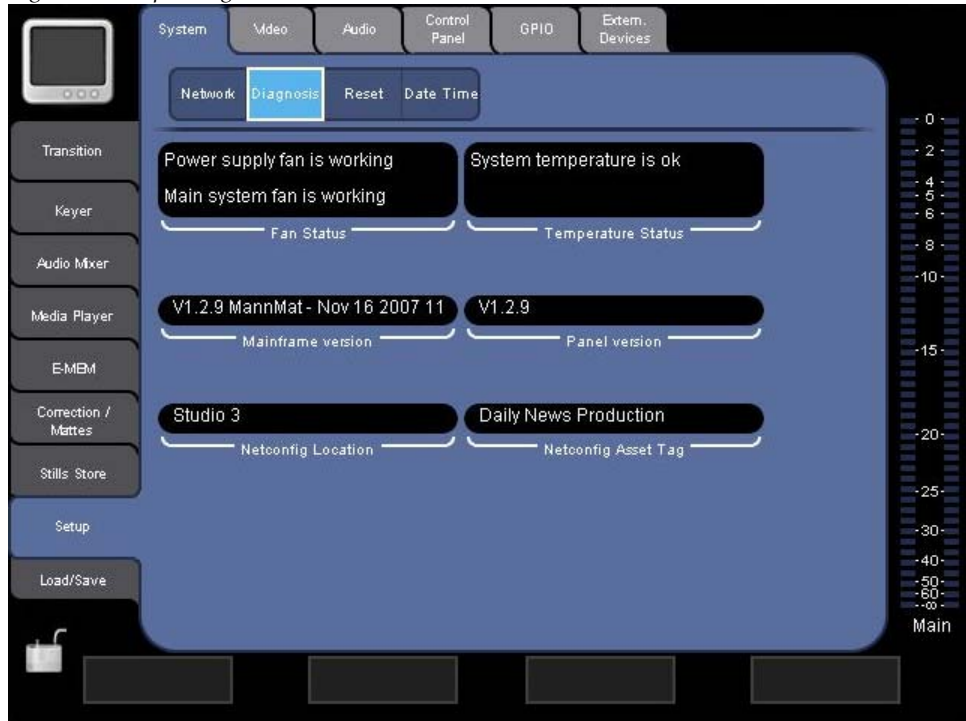 System
Video
Audio
Control
Panel
GPIO
Extern.
Devices
Network
Diagnosis
Reset
Date Time
Transition
Keyer
Audio Mixer
Media Player
E-MEM
Correction /
Mattes
Stills Store
Setup
Load/Save
Power supply fan is working
Main system fan is working
Fan Status
System temperature is ok
Temperature Status
V1.2.9 MannMat - Nov 16 2007 11
Mainframe version
V1.2.9
Panel version
Studio 3
Netconfig Location
Daily News Production
Netconfig Asset Tag
0
2
4
5
6
8
10
15
20
25
30
40
50
60
-∞
Main